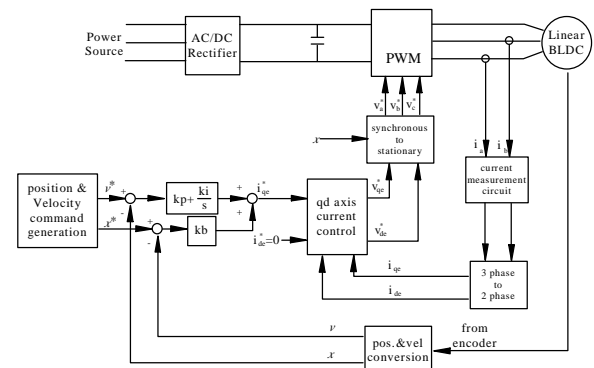 Power
Source
AC/DC
Rectifier
PWM
Linear
BLDC
v*a v*b v*c
x
synchronous
to
stationary
i a i b
current
measurement
circuit
position &
Velocity
command
generation
v*
x*
+
-
+
-
kp+ ki/s
kb
+
+
i*qe
i*de=0
qd axis
current
control
v*qe
v*de
i qe
i de
3 phase
to
2 phase
v
x
pos.&vel
conversion
from
encoder